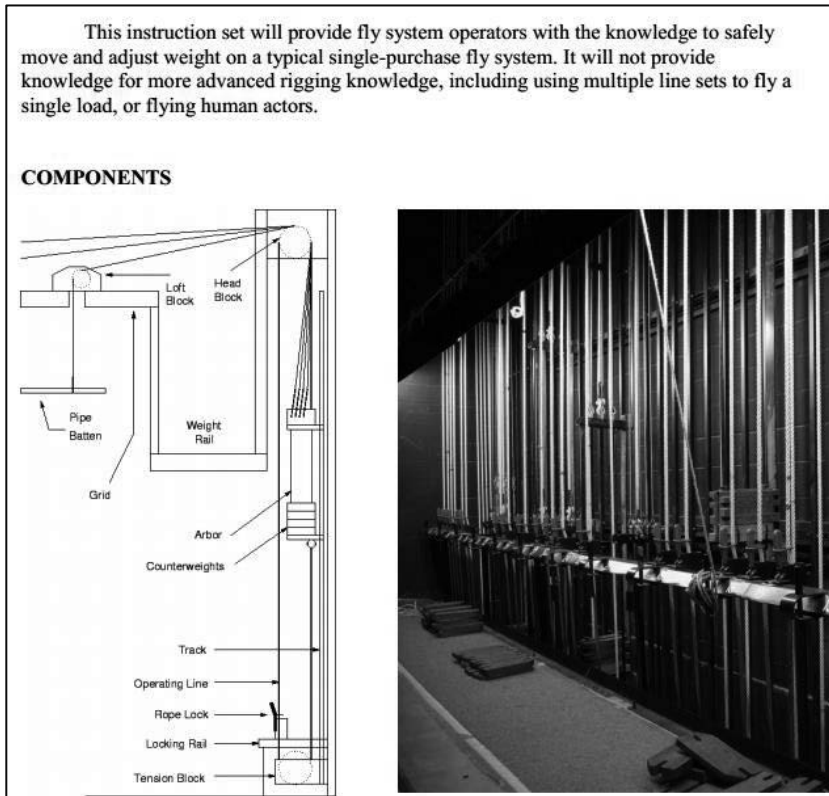 This instruction set will provide fly system operators with the knowledge to safely
move and adjust weight on a typical single-purchase fly system. It will not provide
knowledge for more advanced rigging knowledge, including using multiple line sets to fly a
single load, or flying human actors.
COMPONENTS
Loft
Block
Head
Block
Pipe
Batten
Weight
Rail
Grid
Arbor
Counterweights
Track
Operating Line
Rope Lock
Locking Rail
Tension Block